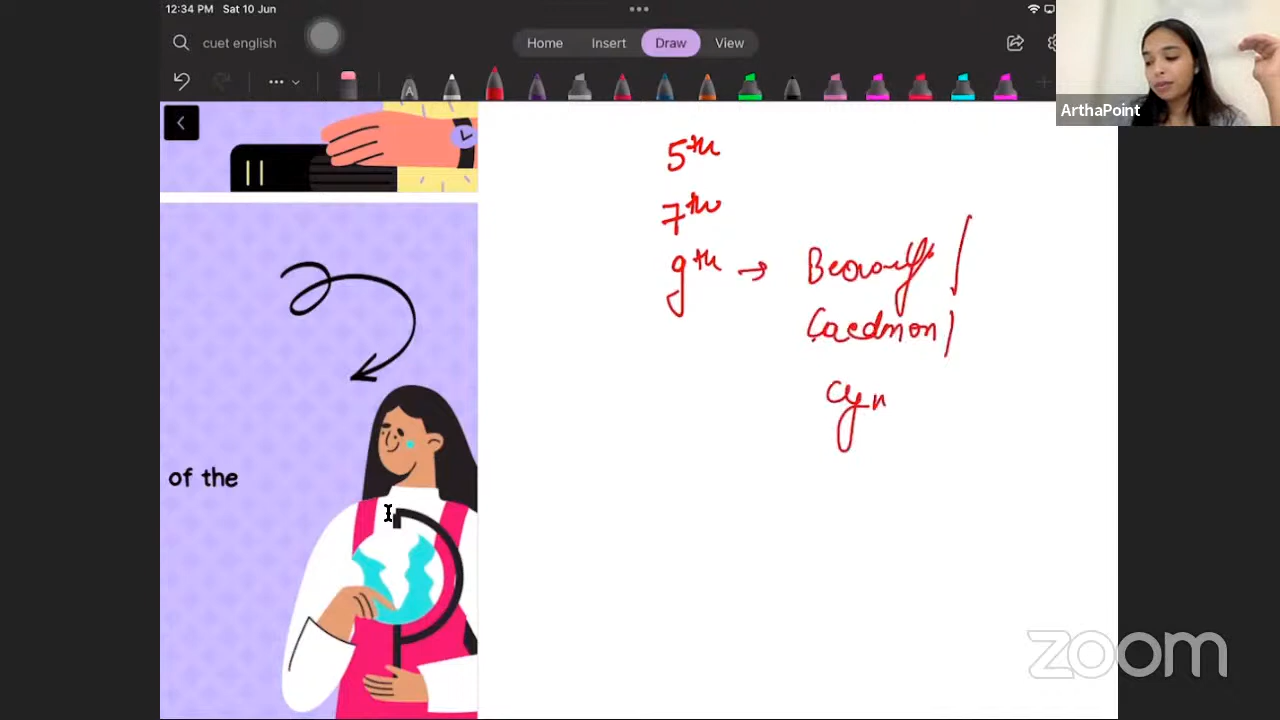 12:34 PM Sat 10 Jun
cuet english
Home Insert Draw View
A
ArthaPoint
5th
7th
9th → Beowulf /
Caedmon /
Cyn
of the
zoom